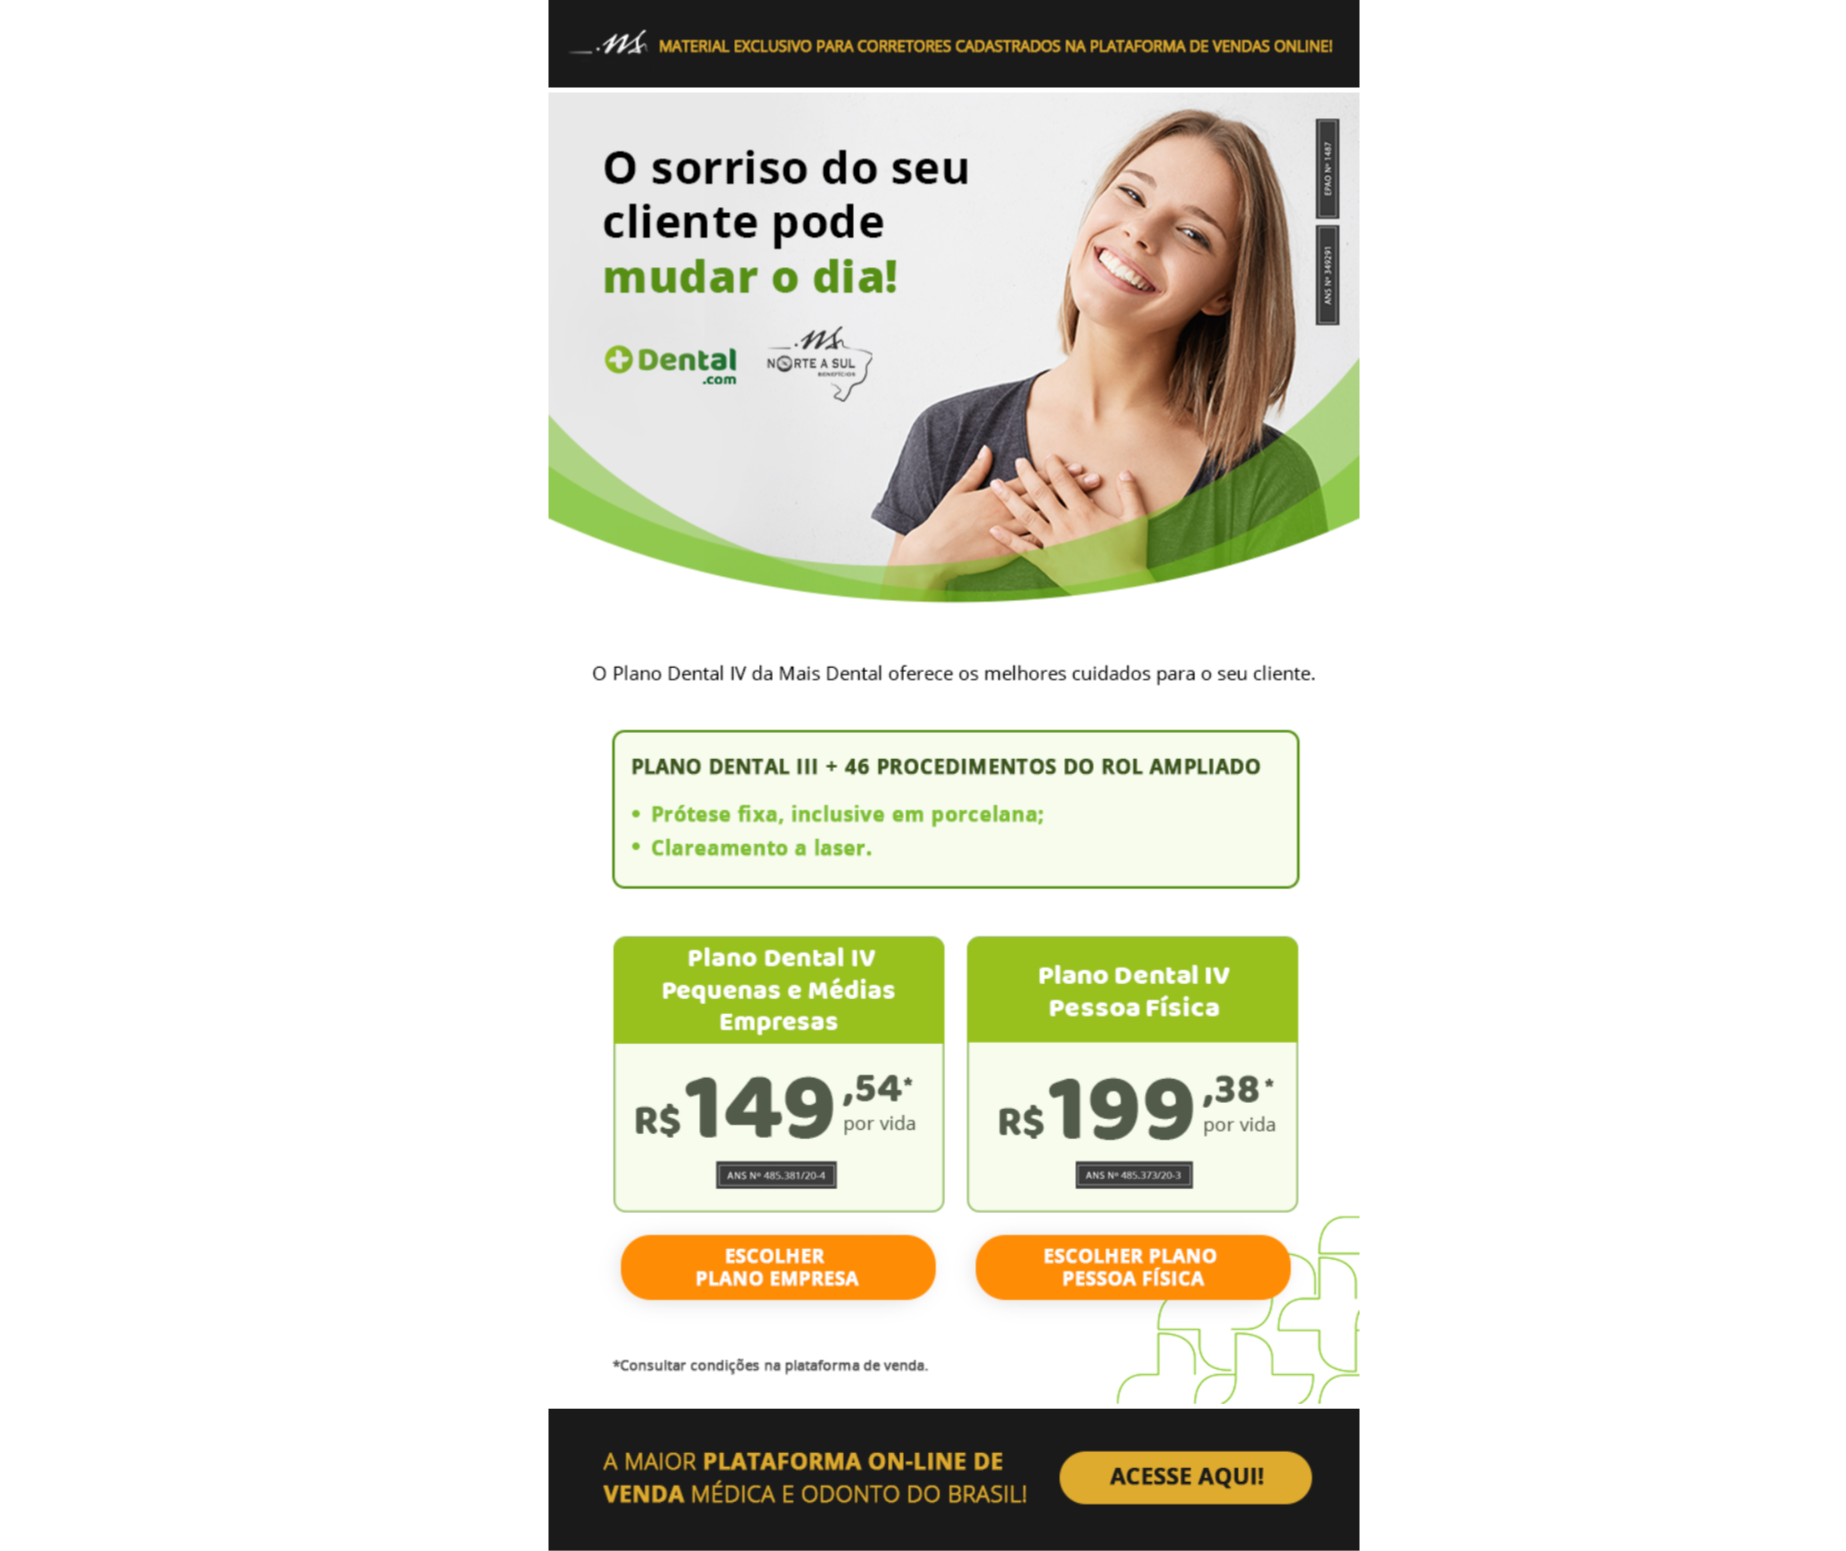 MATERIAL EXCLUSIVO PARA CORRETORES CADASTRADOS NA PLATAFORMA DE VENDAS ONLINE!
O sorriso do seu
cliente pode
mudar o dia!
Dental
.com
NORTE A SUL
BENEFÍCIOS
EPAO Nº 1487
ANS Nº 349291
O Plano Dental IV da Mais Dental oferece os melhores cuidados para o seu cliente.
PLANO DENTAL III + 46 PROCEDIMENTOS DO ROL AMPLIADO
• Prótese fixa, inclusive em porcelana;
• Clareamento a laser.
Plano Dental IV
Pequenas e Médias
Empresas
R$149,54*
por vida
ANS Nº 485.381/20-4
ESCOLHER
PLANO EMPRESA
Plano Dental IV
Pessoa Física
R$199,38*
por vida
ANS Nº 485.373/20-3
ESCOLHER PLANO
PESSOA FÍSICA
*Consultar condições na plataforma de venda.
A MAIOR PLATAFORMA ON-LINE DE
VENDA MÉDICA E ODONTO DO BRASIL!
ACESSE AQUI!